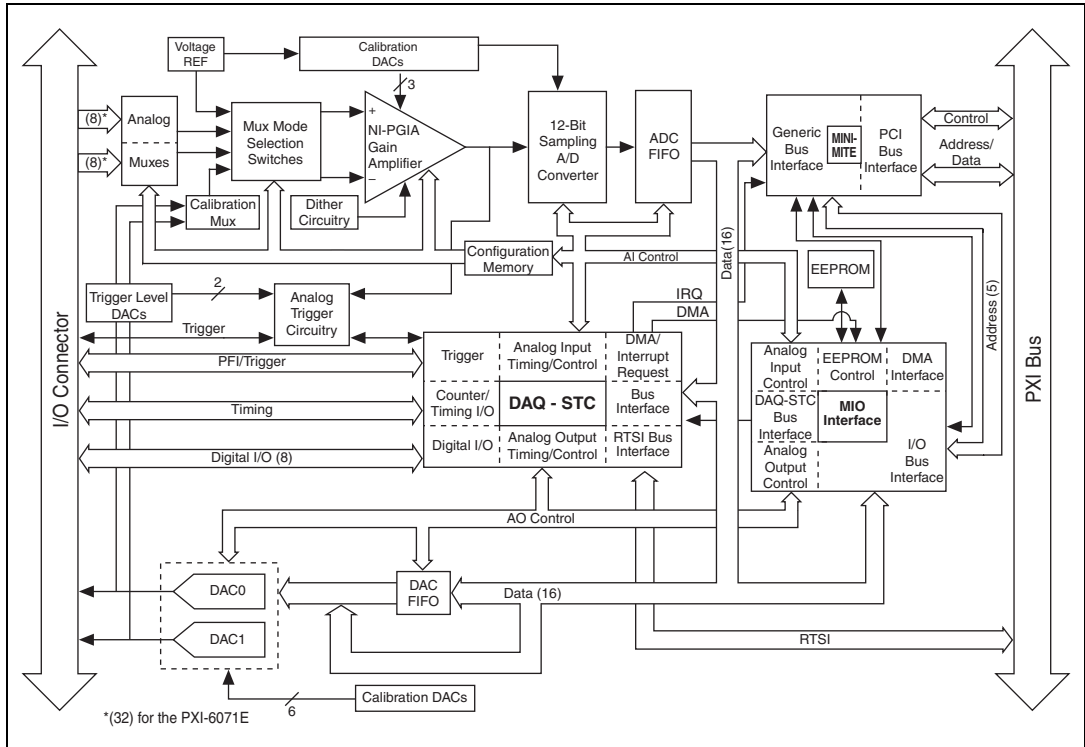 Voltage
REF
Calibration
DACs
3
(8)*
(8)*
Analog
Muxes
Mux Mode
Selection
Switches
+
NI-PGIA
Gain
Amplifier
–
12-Bit
Sampling
A/D
Converter
ADC
FIFO
Generic
Bus
Interface
MINI-
MITE
PCI
Bus
Interface
Control
Address/
Data
Calibration
Mux
Dither
Circuitry
Configuration
Memory
AI Control
Data(16)
EEPROM
Address (5)
I/O Connector
PXI Bus
Trigger Level
DACs
2
Analog
Trigger
Circuitry
Trigger
IRQ
DMA
PFI/Trigger
Timing
Digital I/O (8)
Trigger
Analog Input
Timing/Control
DMA/
Interrupt
Request
Counter/
Timing I/O
DAQ - STC
Bus
Interface
Digital I/O
Analog Output
Timing/Control
RTSI Bus
Interface
Analog
Input
Control
EEPROM
Control
DMA
Interface
DAQ-STC
Bus
Interface
MIO
Interface
Analog
Output
Control
I/O
Bus
Interface
AO Control
DAC0
DAC1
DAC
FIFO
Data (16)
RTSI
6
Calibration DACs
*(32) for the PXI-6071E